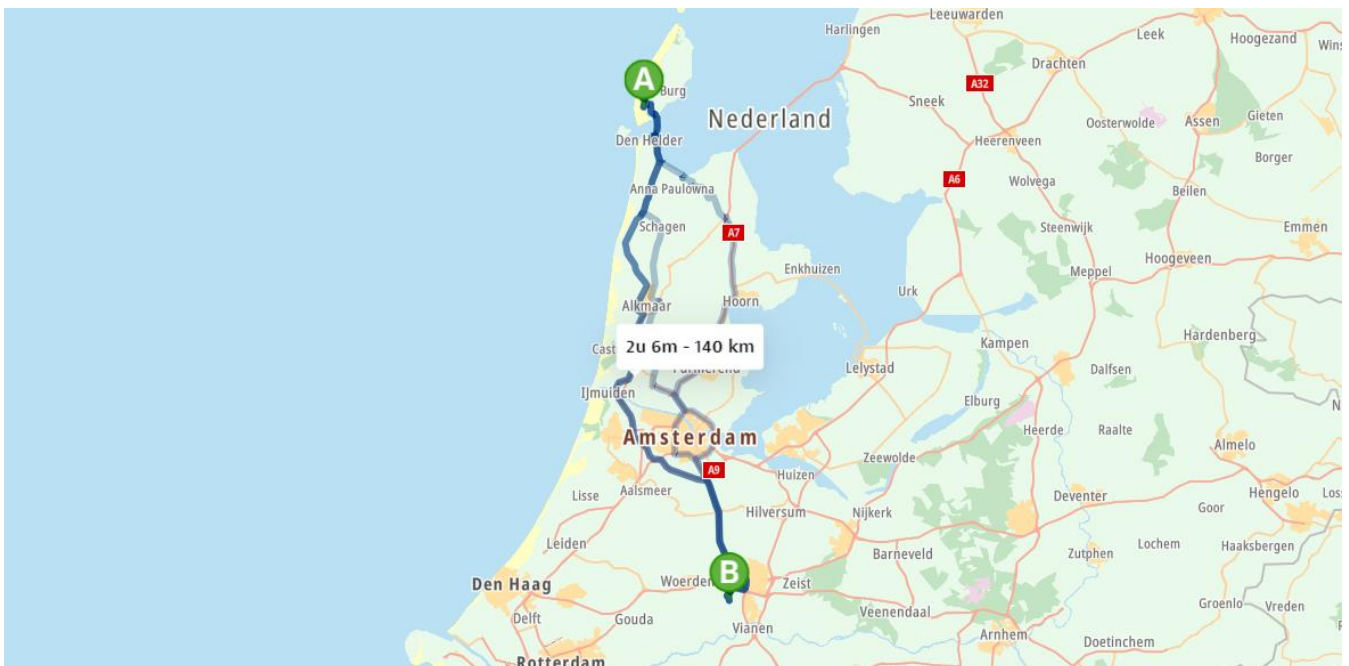 Leeuwarden
Harlingen
Leek
Hoogezand
Wins
Drachten
A
Burg
A32
Sneek
Nederland
Oosterwolde
Assen
Gieten
Den Helder
Heerenveen
Borger
A6
Wolvega
Anna Paulowna
Beilen
Schagen
A7
Steenwijk
Emmen
Enkhuizen
Meppel
Hoogeveen
Urk
Alkmaar
Hoorn
Hardenberg
Kampen
2u 6m - 140 km
Cast
Lelystad
Dalfsen
IJmuiden
Elburg
Heerde
Raalte
Amsterdam
Almelo
Zeewolde
A9
Huizen
Aalsmeer
Lisse
Deventer
Hengelo
Loss
Goor
Hilversum
Nijkerk
Leiden
Barneveld
Zutphen
Lochem
Haaksbergen
B
Den Haag
Woerden
Zeist
Groenlo
Vreden
Delft
Gouda
Veenendaal
Vianen
Arnhem
Doetinchem
Rotterdam